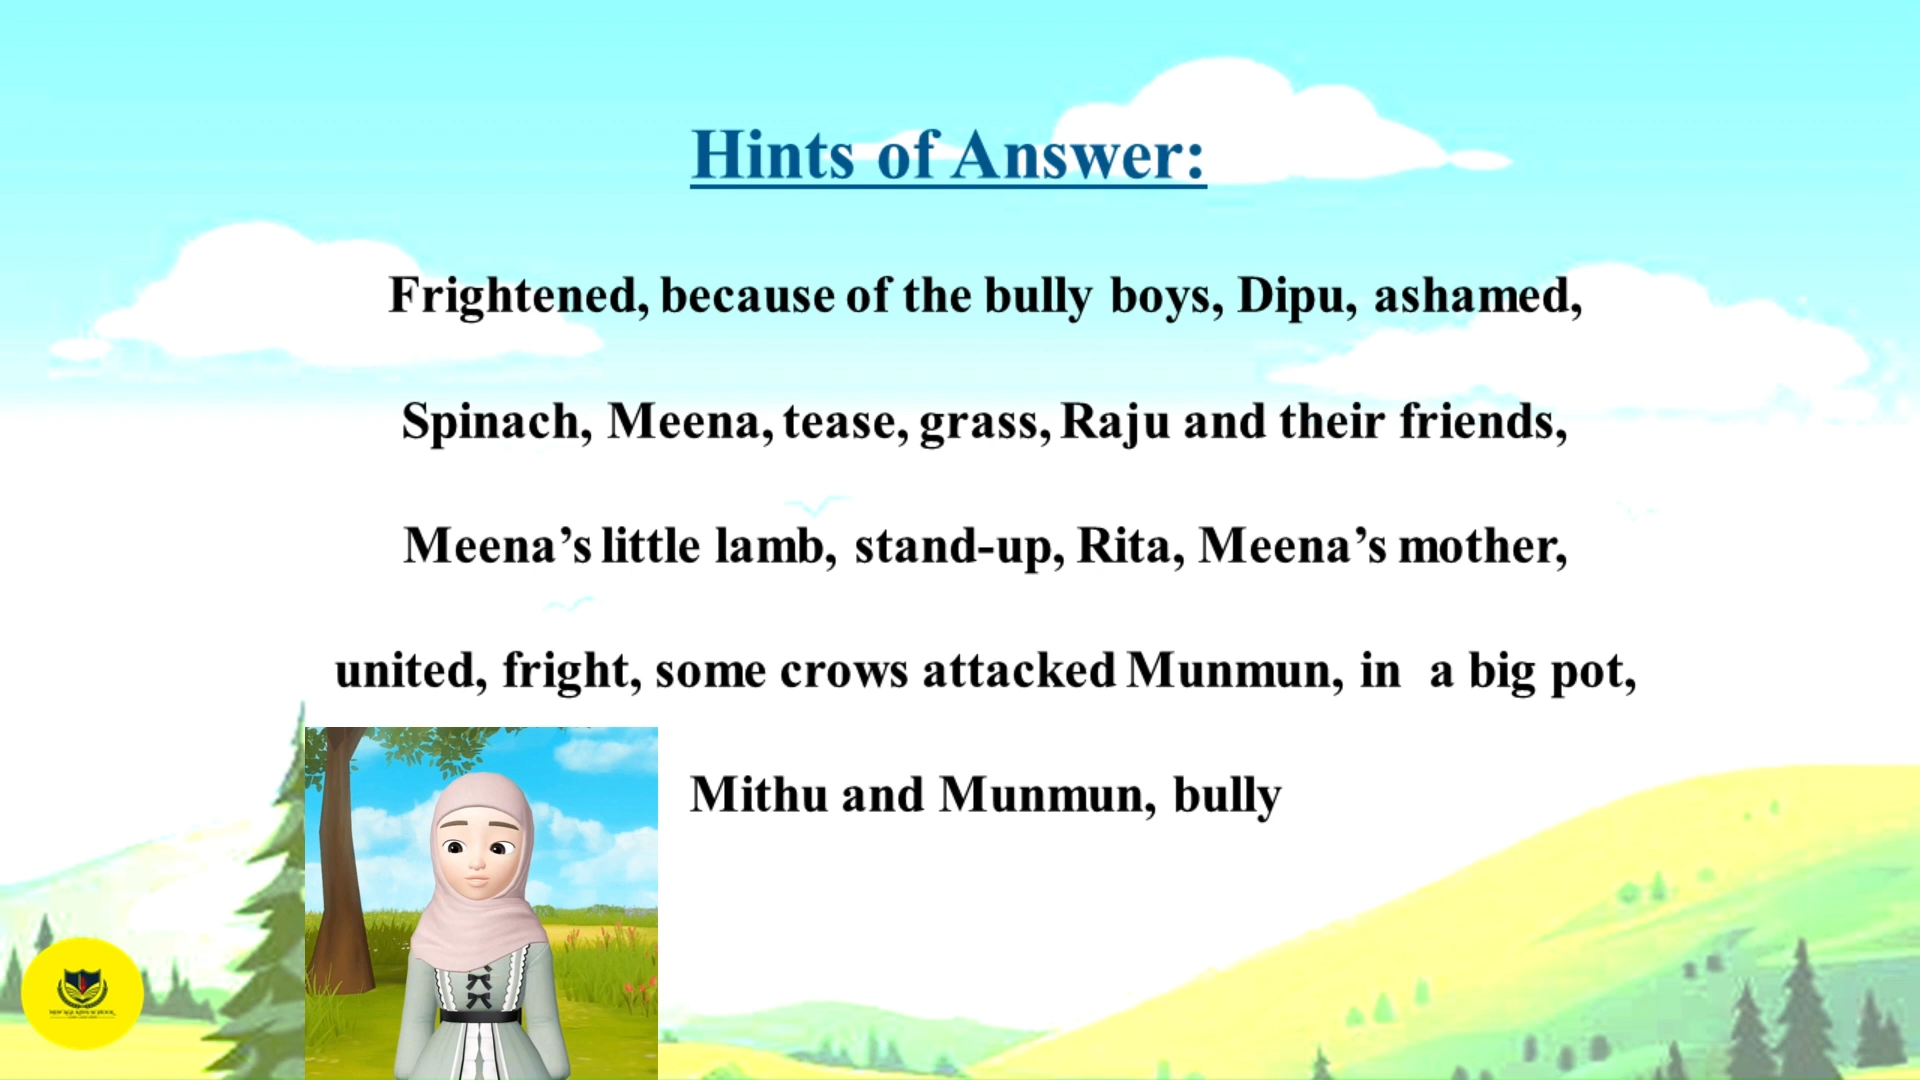 Hints of Answer:
Frightened, because of the bully boys, Dipu, ashamed,
Spinach, Meena, tease, grass, Raju and their friends,
Meena’s little lamb, stand-up, Rita, Meena’s mother,
united, fright, some crows attacked Munmun, in a big pot,
Mithu and Munmun, bully